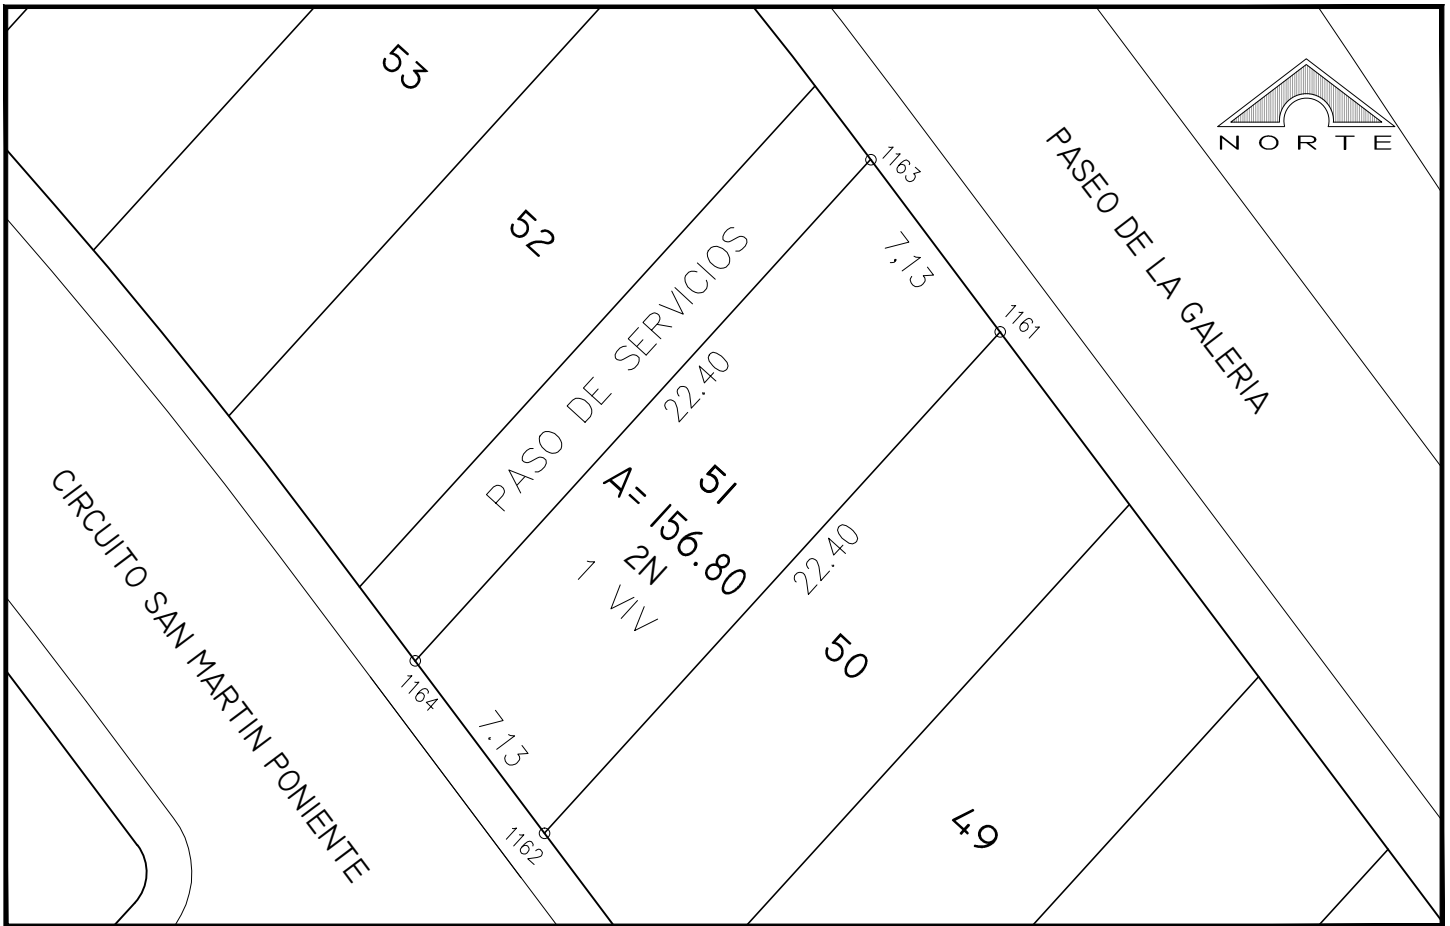 53
NORTE
1163
PASEO DE LA GALERIA
52
7,13
PASO DE SERVICIOS
1161
22.40
51
A= 156.80
2N
1 VIV
22.40
CIRCUITO SAN MARTIN PONIENTE
50
1164
7.13
1162
49